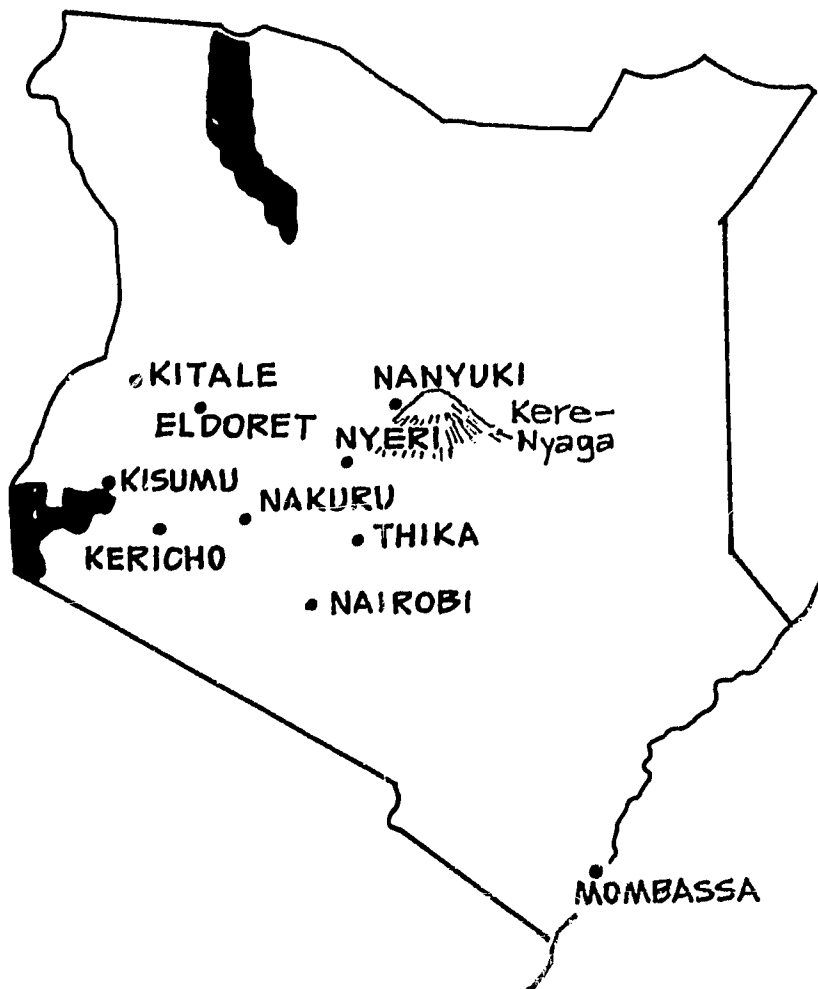 KITALE
NANYUKI
ELDORET
Kere-
Nyaga
NYERI
KISUMU
NAKURU
KERICHO
THIKA
NAIROBI
MOMBASSA